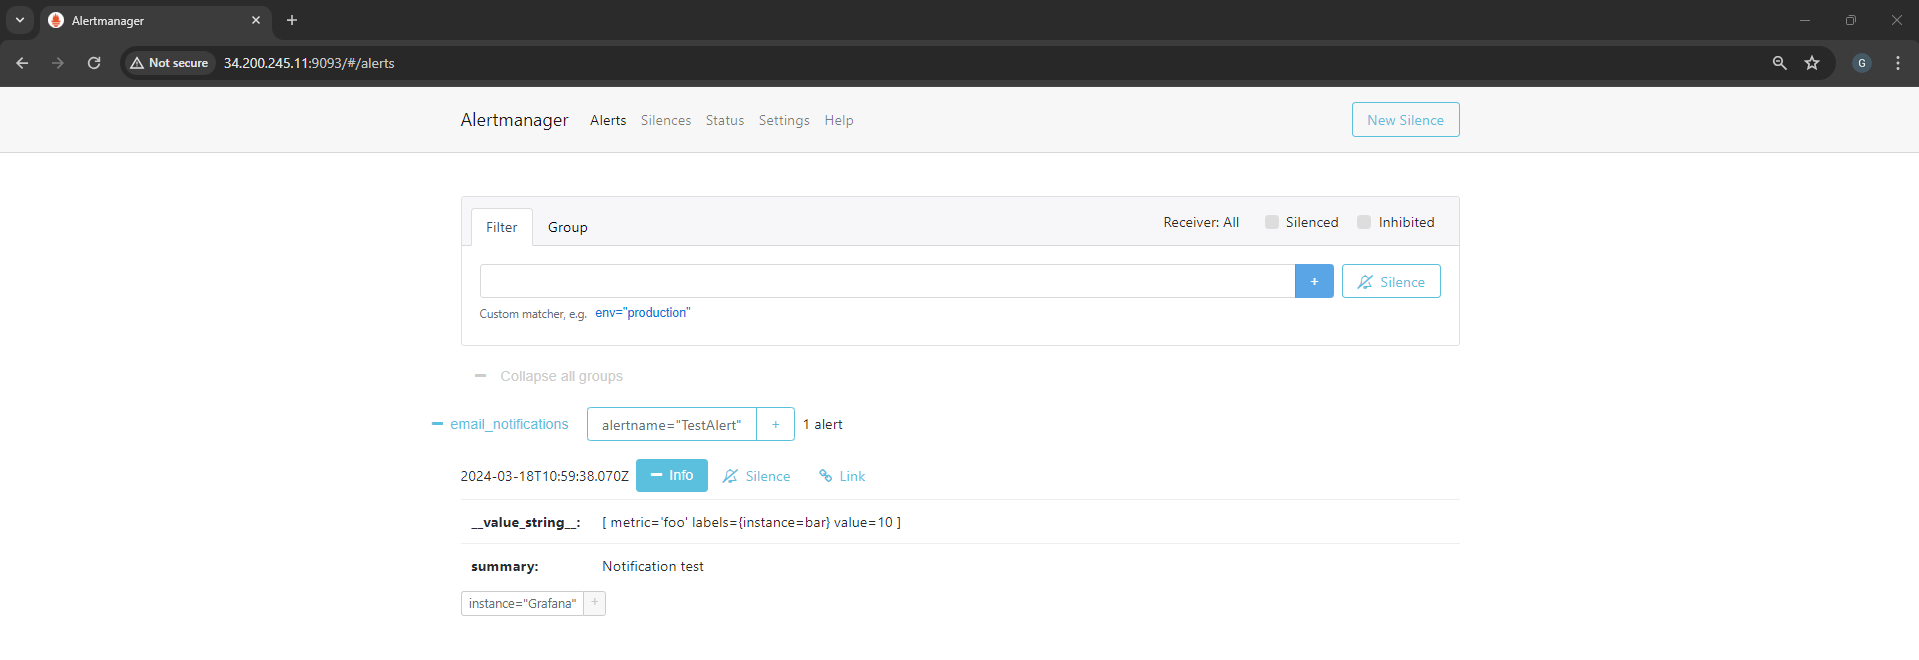 Alertmanager
Not secure 34.200.245.11:9093/#/alerts G
Alertmanager Alerts Silences Status Settings Help New Silence
Filter Group Receiver: All Silenced Inhibited
+ Silence
Custom matcher, e.g. env="production"
Collapse all groups
email_notifications alertname="TestAlert" + 1 alert
2024-03-18T10:59:38.070Z Info Silence Link
__value_string__: [ metric='foo' labels={instance=bar} value=10 ]
summary: Notification test
instance="Grafana" +